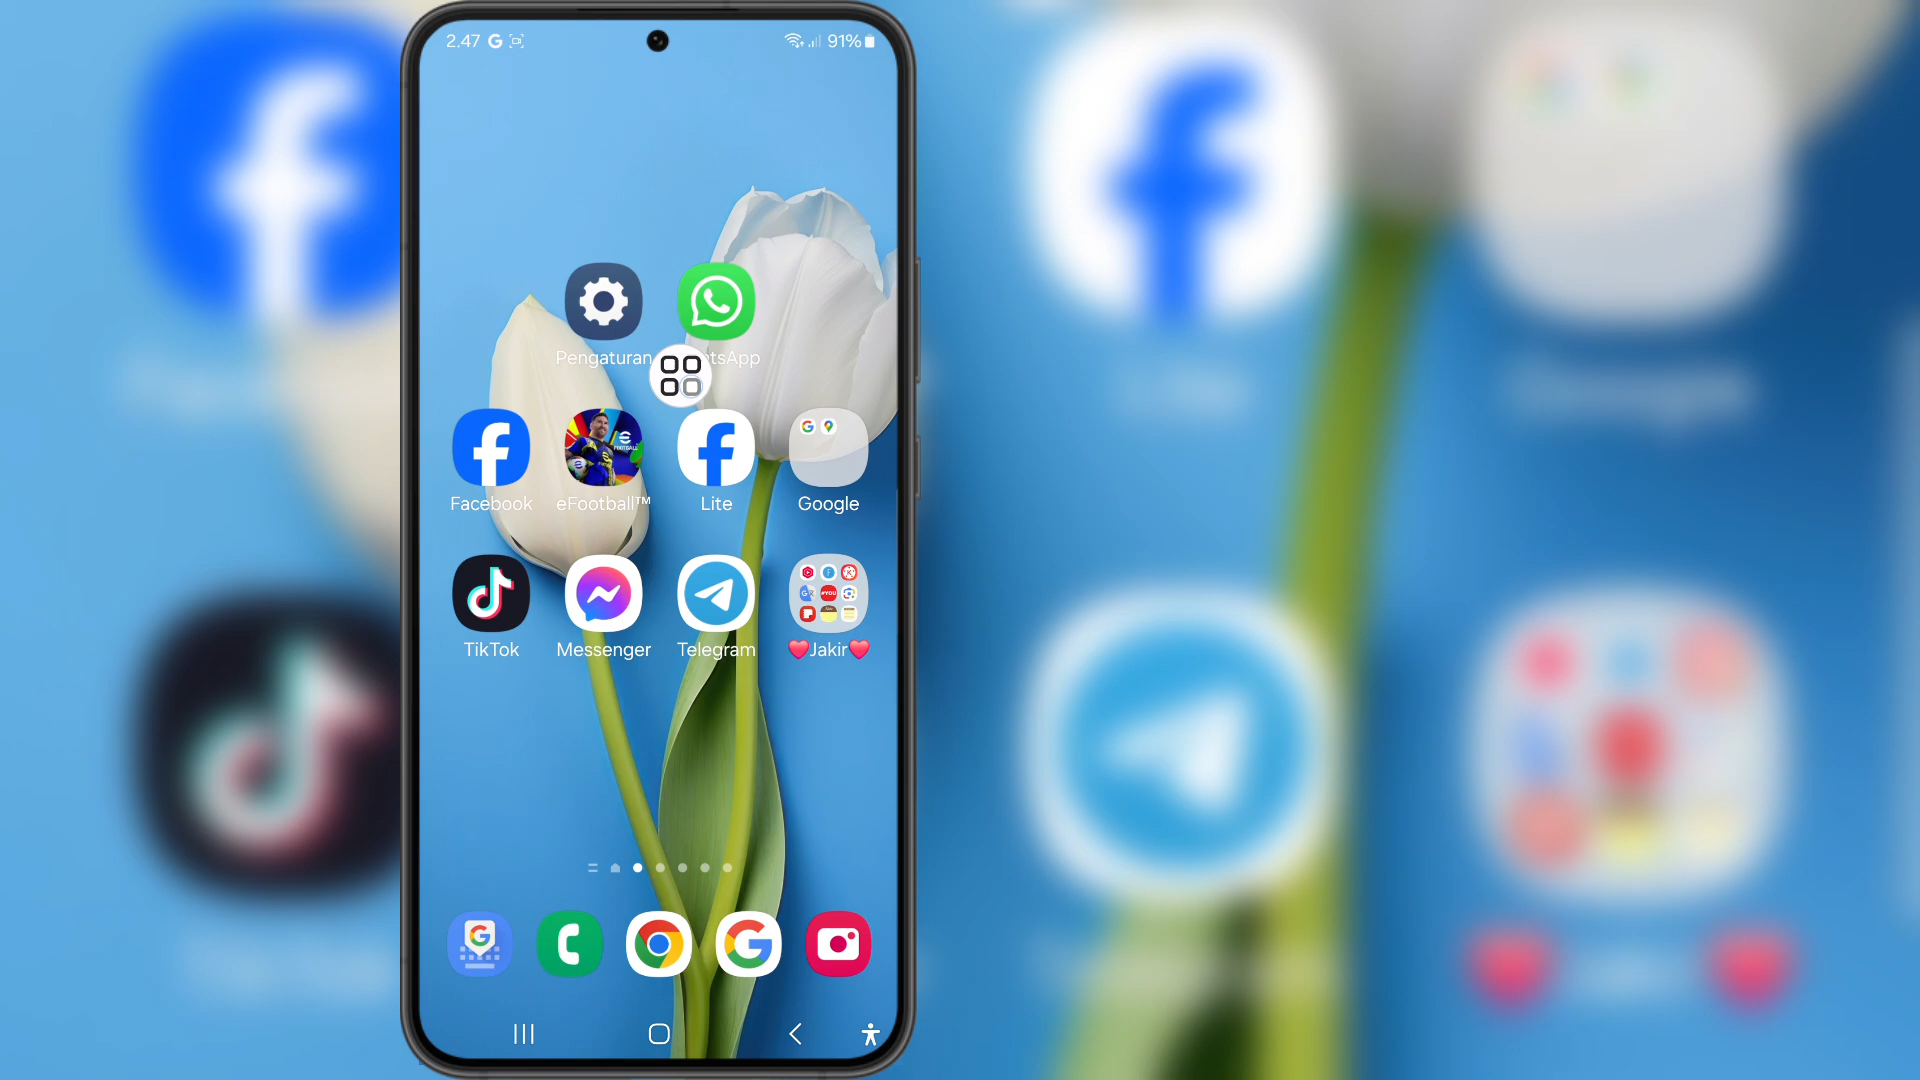 2.47
91%
Pengaturan
tsApp
Facebook
eFootball™
Lite
Google
TikTok
Messenger
Telegram
❤️Jakir❤️